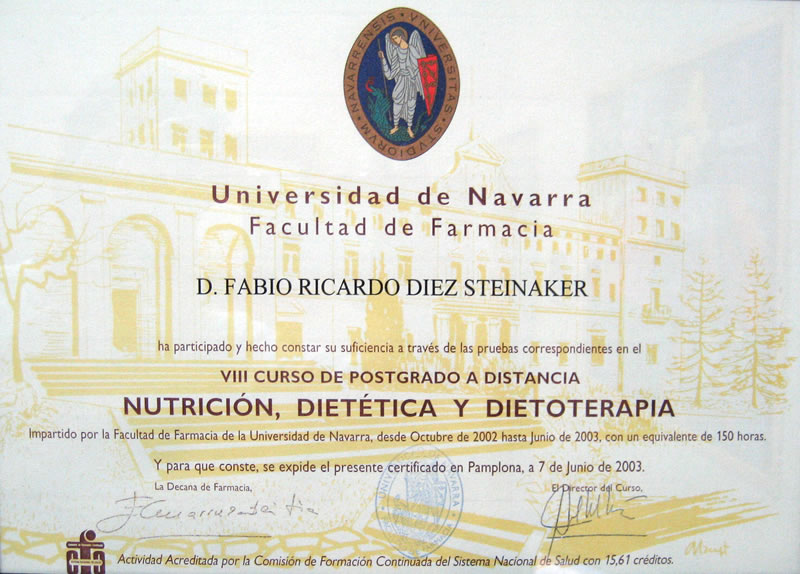 NAVARRENSIS · VNIVERSITAS · STVDIORVM
Universidad de Navarra
Facultad de Farmacia
D. FABIO RICARDO DIEZ STEINAKER
ha participado y hecho constar su suficiencia a través de las pruebas correspondientes en el
VIII CURSO DE POSTGRADO A DISTANCIA
NUTRICIÓN, DIETÉTICA Y DIETOTERAPIA
Impartido por la Facultad de Farmacia de la Universidad de Navarra, desde Octubre de 2002 hasta Junio de 2003, con un equivalente de 150 horas.
Y para que conste, se expide el presente certificado en Pamplona, a 7 de Junio de 2003.
La Decana de Farmacia,
El Director del Curso,
Actividad Acreditada por la Comisión de Formación Continuada del Sistema Nacional de Salud con 15,61 créditos.